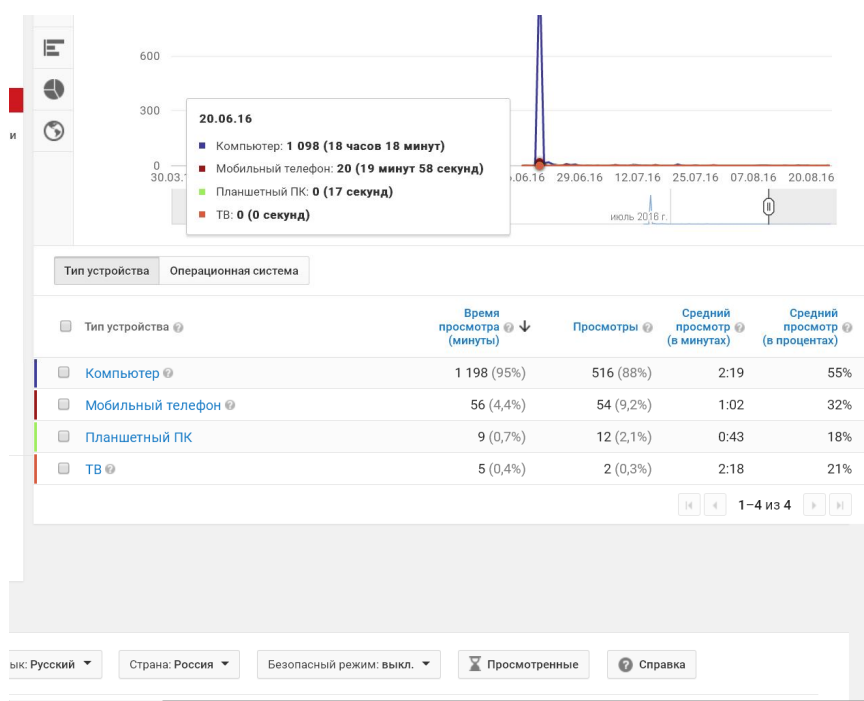 600
300
0
20.06.16
Компьютер: 1 098 (18 часов 18 минут)
Мобильный телефон: 20 (19 минут 58 секунд)
Планшетный ПК: 0 (17 секунд)
ТВ: 0 (0 секунд)
и
30.03. .06.16 29.06.16 12.07.16 25.07.16 07.08.16 20.08.16
июль 2016 г.
Тип устройства Операционная система
Тип устройства ? Время просмотра ? (минуты) Просмотры ? Средний просмотр ? (в минутах) Средний просмотр ? (в процентах)
Компьютер ? 1 198 (95%) 516 (88%) 2:19 55%
Мобильный телефон ? 56 (4,4%) 54 (9,2%) 1:02 32%
Планшетный ПК 9 (0,7%) 12 (2,1%) 0:43 18%
ТВ ? 5 (0,4%) 2 (0,3%) 2:18 21%
1–4 из 4
ык: Русский Страна: Россия Безопасный режим: выкл. Просмотренные ? Справка